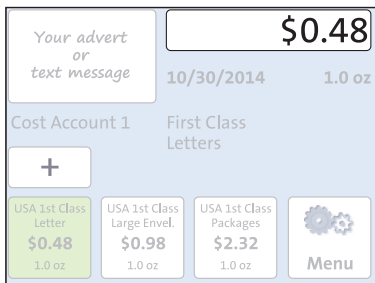 Your advert
or
text message
$0.48
10/30/2014 1.0 oz
Cost Account 1
First Class
Letters
+
USA 1st Class
Letter
$0.48
1.0 oz
USA 1st Class
Large Envel.
$0.98
1.0 oz
USA 1st Class
Packages
$2.32
1.0 oz
Menu